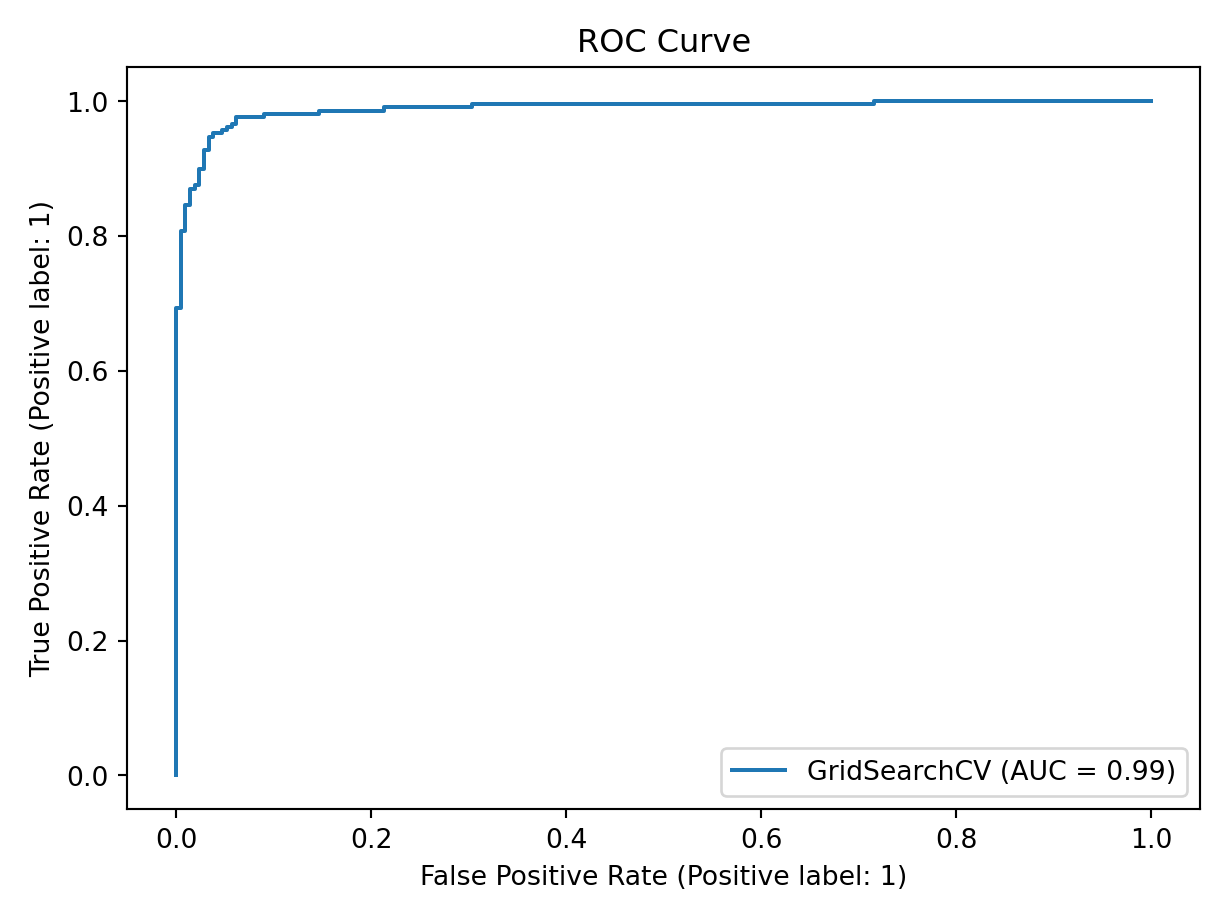 ROC Curve
1.0
0.8
0.6
0.4
0.2
0.0
True Positive Rate (Positive label: 1)
GridSearchCV (AUC = 0.99)
0.0 0.2 0.4 0.6 0.8 1.0
False Positive Rate (Positive label: 1)